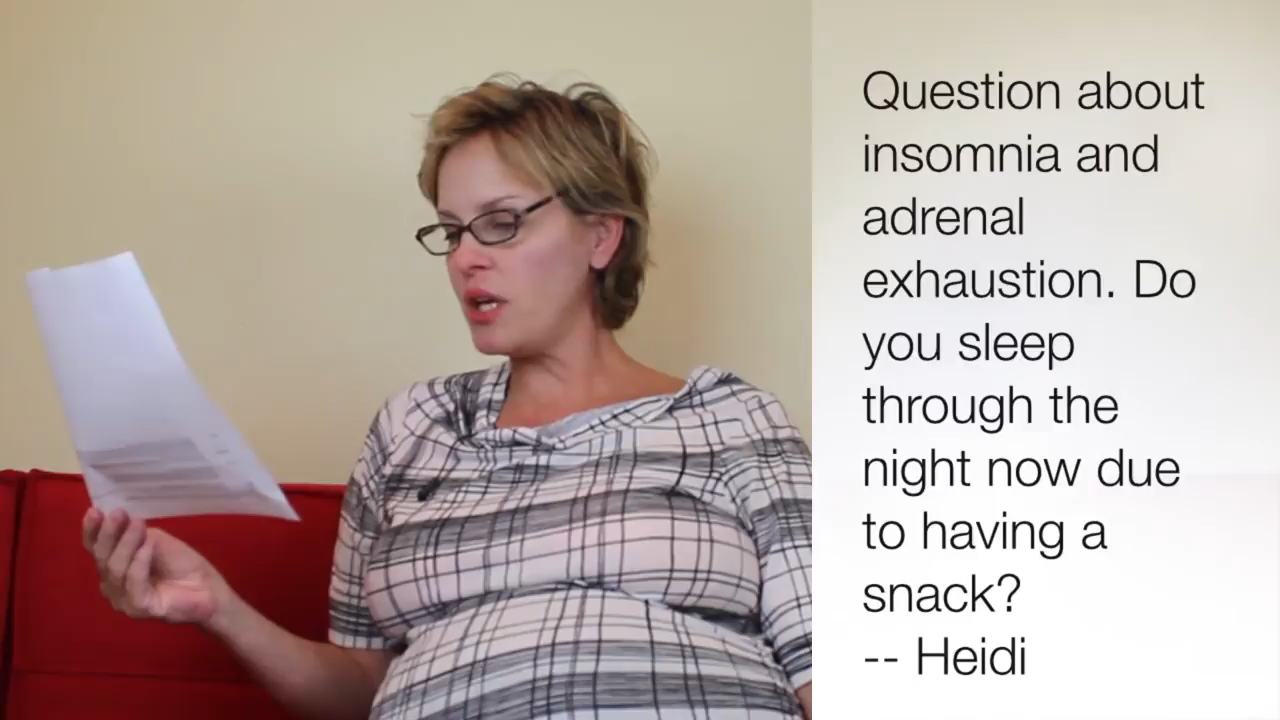 Question about
insomnia and
adrenal
exhaustion. Do
you sleep
through the
night now due
to having a
snack?
-- Heidi